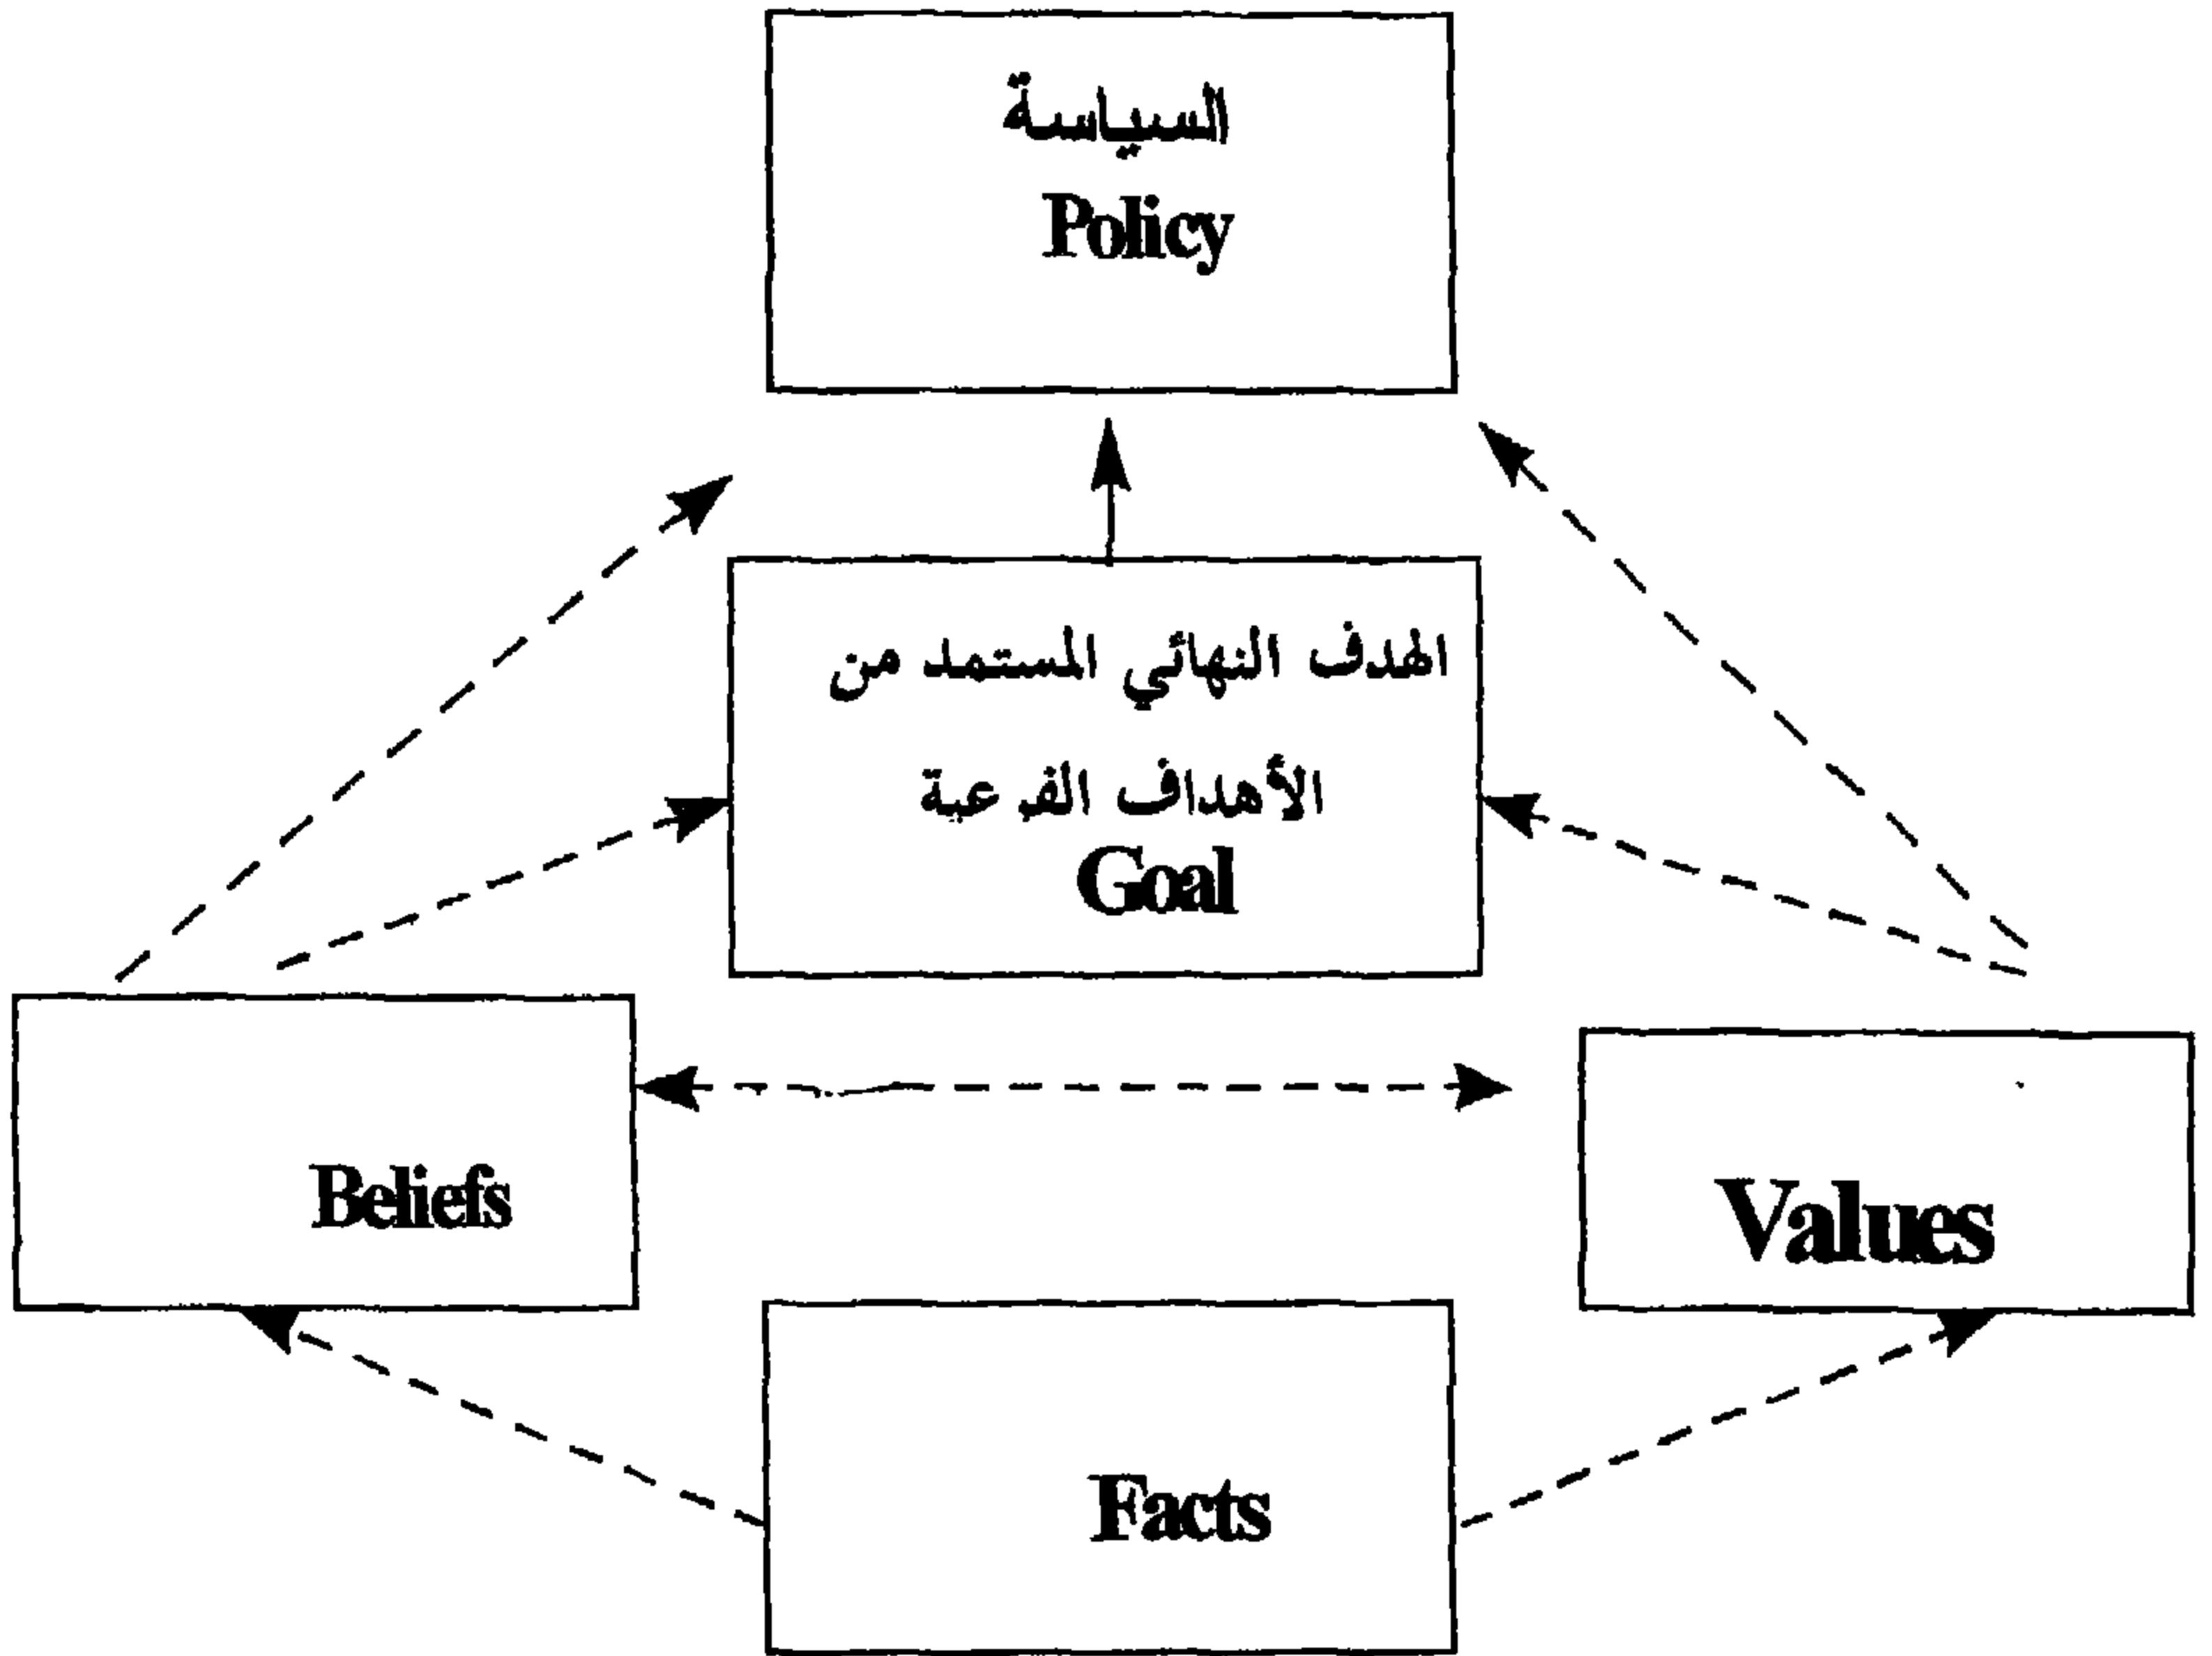 السياسة
Policy
الهدف النهائي المستمد من
الأهداف الفرعية
Goal
Beliefs
Values
Facts